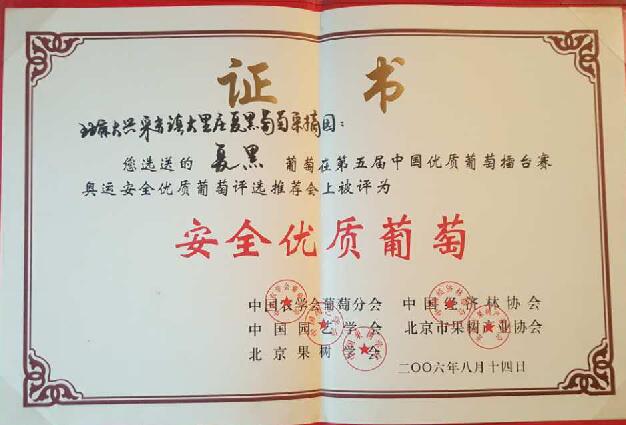 证书
北京大兴采育镇大里庄夏黑葡萄采摘园：
您选送的 夏黑 葡萄在第五届中国优质葡萄擂台赛
奥运安全优质葡萄评选推荐会上被评为
安全优质葡萄
中国农学会葡萄分会 中国经济林协会
中国园艺学会 北京市果树产业协会
北京果树学会
二〇〇六年八月十四日